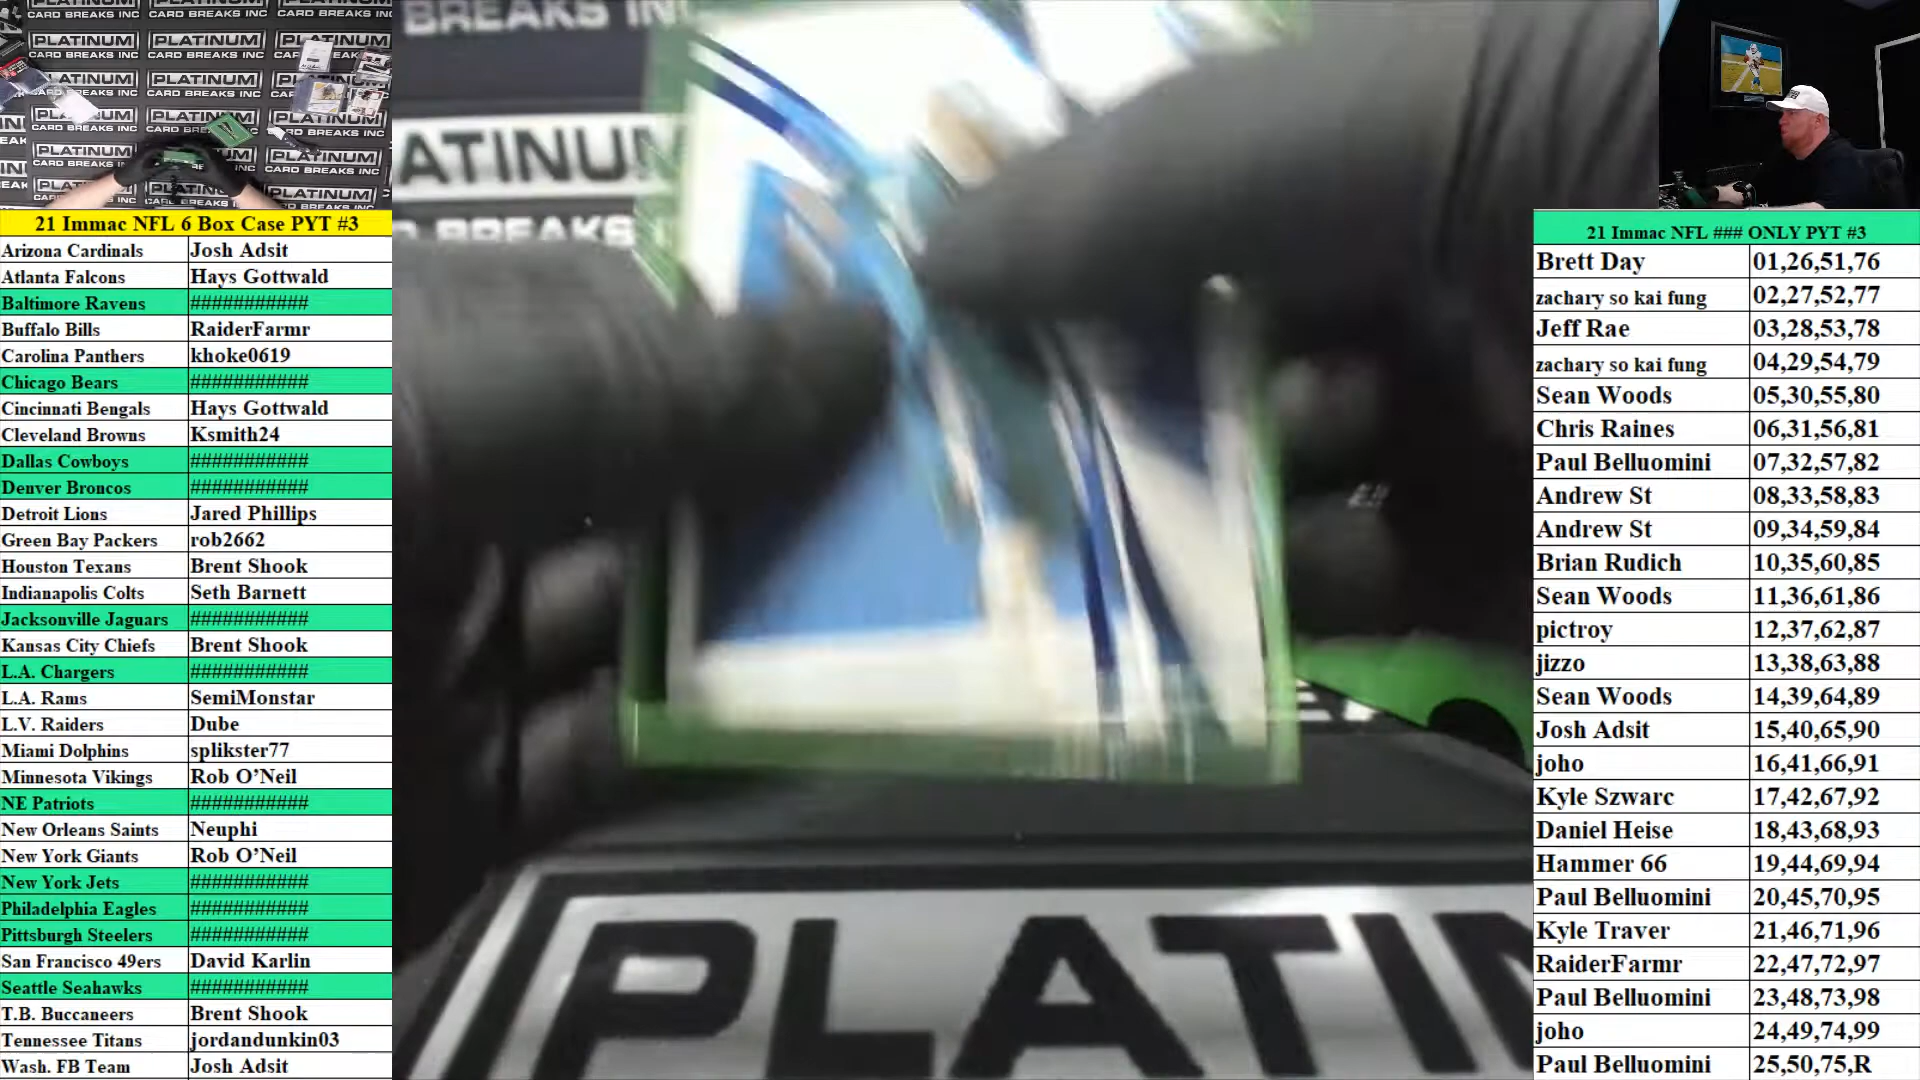 21 Immac NFL 6 Box Case PYT #3
Arizona Cardinals Josh Adsit
Atlanta Falcons Hays Gottwald
Baltimore Ravens ###########
Buffalo Bills RaiderFarmr
Carolina Panthers khoke0619
Chicago Bears ###########
Cincinnati Bengals Hays Gottwald
Cleveland Browns Ksmith24
Dallas Cowboys ###########
Denver Broncos ###########
Detroit Lions Jared Phillips
Green Bay Packers rob2662
Houston Texans Brent Shook
Indianapolis Colts Seth Barnett
Jacksonville Jaguars ###########
Kansas City Chiefs Brent Shook
L.A. Chargers ###########
L.A. Rams SemiMonstar
L.V. Raiders Dube
Miami Dolphins splikster77
Minnesota Vikings Rob O’Neil
NE Patriots ###########
New Orleans Saints Neuphi
New York Giants Rob O’Neil
New York Jets ###########
Philadelphia Eagles ###########
Pittsburgh Steelers ###########
San Francisco 49ers David Karlin
Seattle Seahawks ###########
T.B. Buccaneers Brent Shook
Tennessee Titans jordandunkin03
Wash. FB Team Josh Adsit
BREAKS IN
ATINU
BREAKS
PLATIN
21 Immac NFL ### ONLY PYT #3
Brett Day 01,26,51,76
zachary so kai fung 02,27,52,77
Jeff Rae 03,28,53,78
zachary so kai fung 04,29,54,79
Sean Woods 05,30,55,80
Chris Raines 06,31,56,81
Paul Belluomini 07,32,57,82
Andrew St 08,33,58,83
Andrew St 09,34,59,84
Brian Rudich 10,35,60,85
Sean Woods 11,36,61,86
pictroy 12,37,62,87
jizzo 13,38,63,88
Sean Woods 14,39,64,89
Josh Adsit 15,40,65,90
joho 16,41,66,91
Kyle Szwarc 17,42,67,92
Daniel Heise 18,43,68,93
Hammer 66 19,44,69,94
Paul Belluomini 20,45,70,95
Kyle Traver 21,46,71,96
RaiderFarmr 22,47,72,97
Paul Belluomini 23,48,73,98
joho 24,49,74,99
Paul Belluomini 25,50,75,R
PLATINUM PLATINUM PLATINUM
CARD BREAKS INC CARD BREAKS INC CARD BREAKS INC